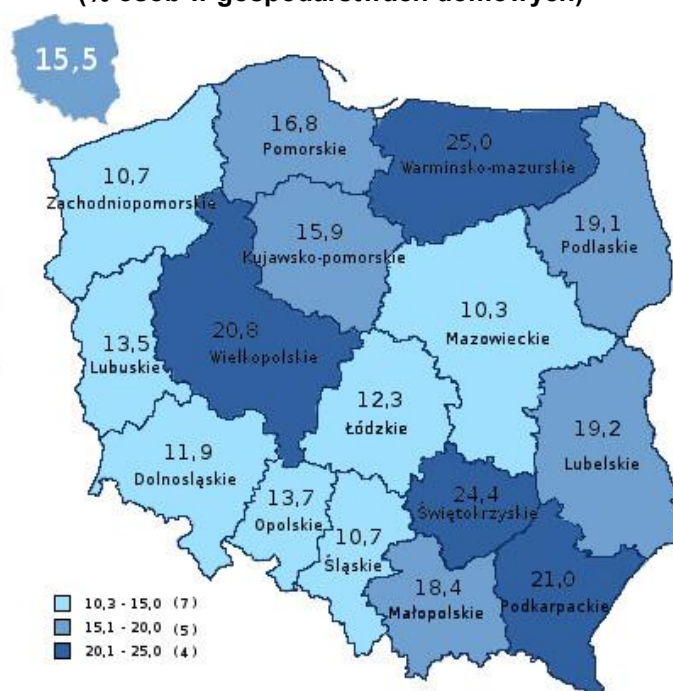 (% osób w gospodarstwach domowych)
15,5
16,8
Pomorskie
25,0
Warminsko-mazurskie
10,7
Zachodniopomorskie
19,1
Podlaskie
15,9
Kujawsko-pomorskie
10,3
Mazowieckie
20,8
Wielkopolskie
13,5
Lubuskie
12,3
Łódzkie
19,2
Lubelskie
11,9
Dolnośląskie
13,7
Opolskie
24,4
Świętokrzyskie
10,7
Śląskie
18,4
Małopolskie
21,0
Podkarpackie
10,3 - 15,0 (7)
15,1 - 20,0 (5)
20,1 - 25,0 (4)